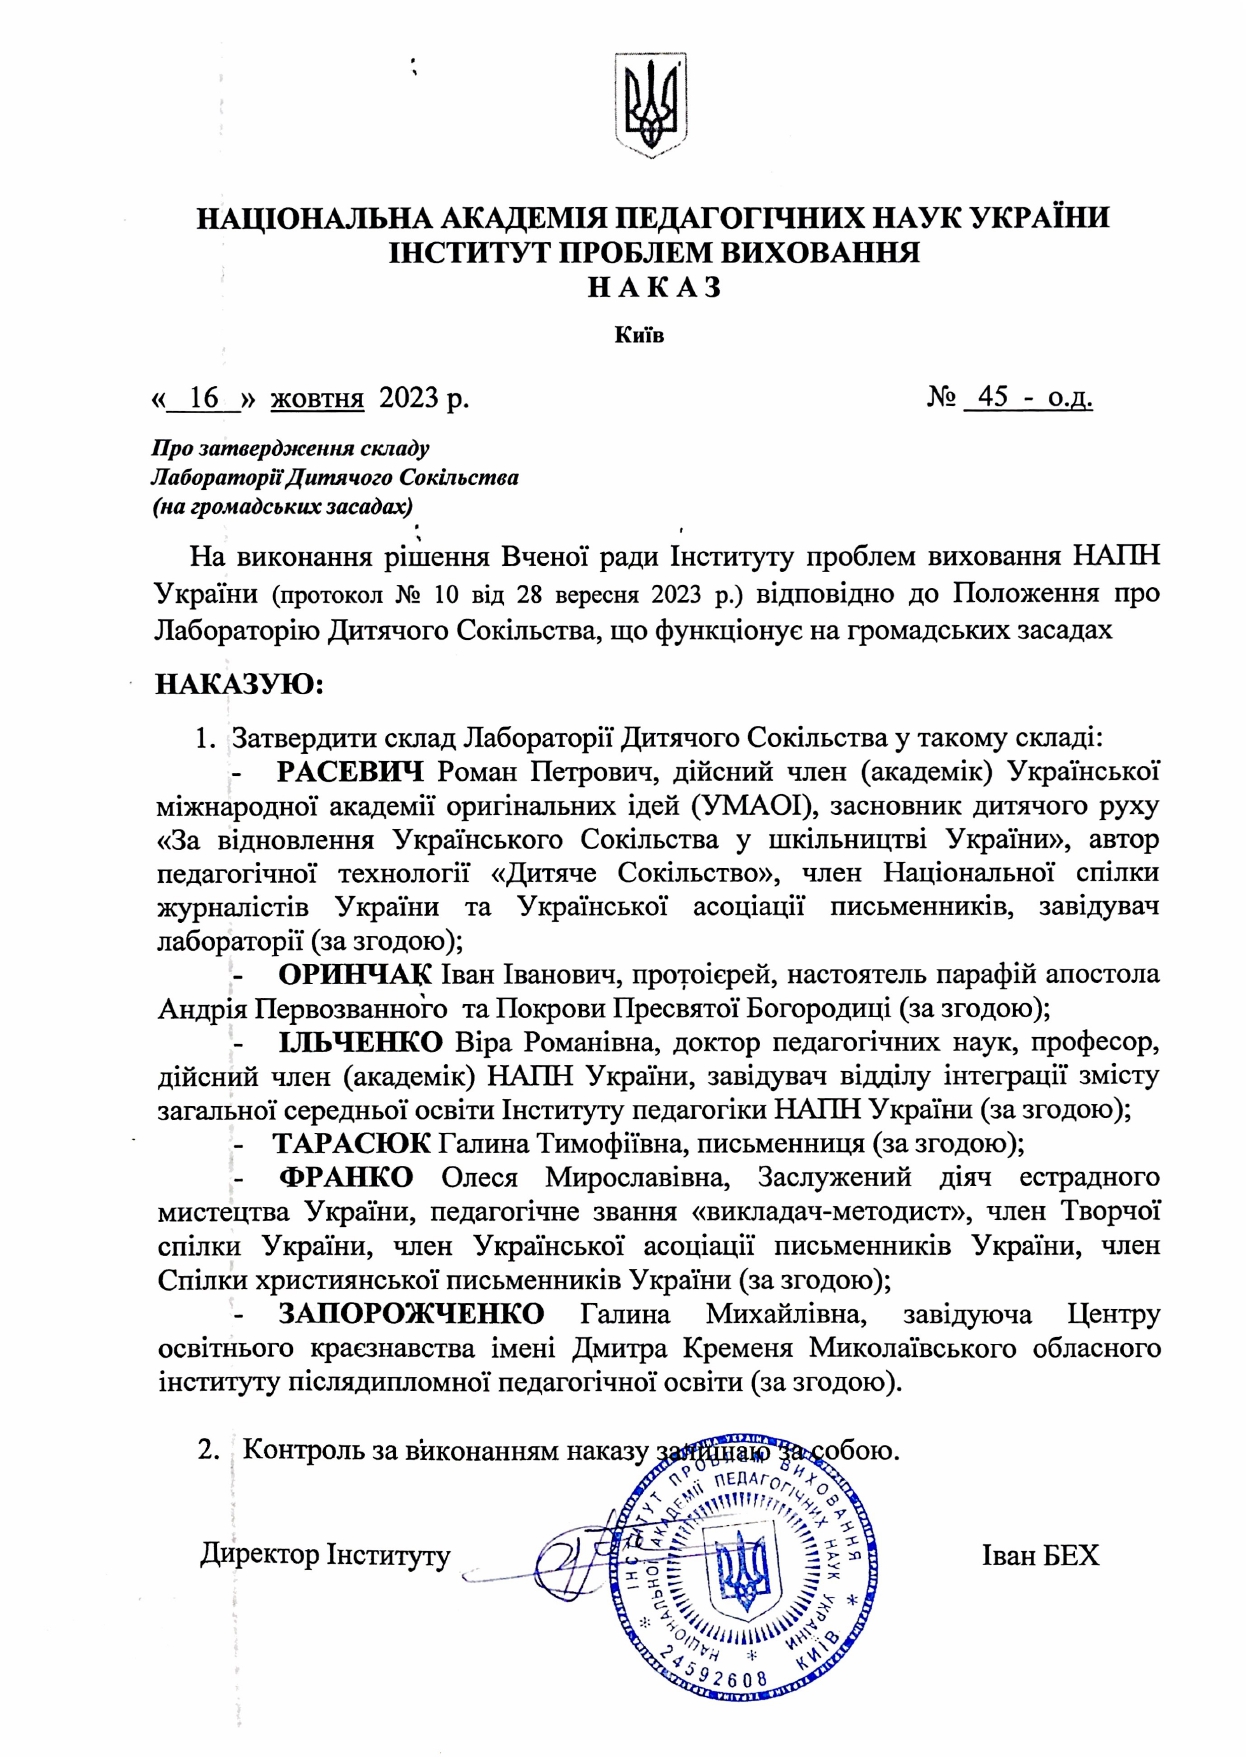 НАЦІОНАЛЬНА АКАДЕМІЯ ПЕДАГОГІЧНИХ НАУК УКРАЇНИ
ІНСТИТУТ ПРОБЛЕМ ВИХОВАННЯ
Н А К А З
Київ
«   16   »  жовтня  2023 р.
№   45  -  о.д.
Про затвердження складу
Лабораторії Дитячого Сокільства
(на громадських засадах)
На виконання рішення Вченої ради Інституту проблем виховання НАПН
України (протокол № 10 від 28 вересня 2023 р.) відповідно до Положення про
Лабораторію Дитячого Сокільства, що функціонує на громадських засадах
НАКАЗУЮ:
1. Затвердити склад Лабораторії Дитячого Сокільства у такому складі:
- РАСЕВИЧ Роман Петрович, дійсний член (академік) Української
міжнародної академії оригінальних ідей (УМАОІ), засновник дитячого руху
«За відновлення Українського Сокільства у шкільництві України», автор
педагогічної технології «Дитяче Сокільство», член Національної спілки
журналістів України та Української асоціації письменників, завідувач
лабораторії (за згодою);
- ОРИНЧАК Іван Іванович, протоієрей, настоятель парафій апостола
Андрія Первозванного та Покрови Пресвятої Богородиці (за згодою);
- ІЛЬЧЕНКО Віра Романівна, доктор педагогічних наук, професор,
дійсний член (академік) НАПН України, завідувач відділу інтеграції змісту
загальної середньої освіти Інституту педагогіки НАПН України (за згодою);
- ТАРАСЮК Галина Тимофіївна, письменниця (за згодою);
- ФРАНКО Олеся Мирославівна, Заслужений діяч естрадного
мистецтва України, педагогічне звання «викладач-методист», член Творчої
спілки України, член Української асоціації письменників України, член
Спілки християнської письменників України (за згодою);
- ЗАПОРОЖЧЕНКО Галина Михайлівна, завідуюча Центру
освітнього краєзнавства імені Дмитра Кременя Миколаївського обласного
інституту післядипломної педагогічної освіти (за згодою).
2. Контроль за виконанням наказу залишаю за собою.
Директор Інституту
Іван БЕХ
ІНСТИТУТ ПРОБЛЕМ ВИХОВАННЯ
НАЦІОНАЛЬНОЇ АКАДЕМІЇ ПЕДАГОГІЧНИХ НАУК УКРАЇНИ
* 24592608 КИЇВ *